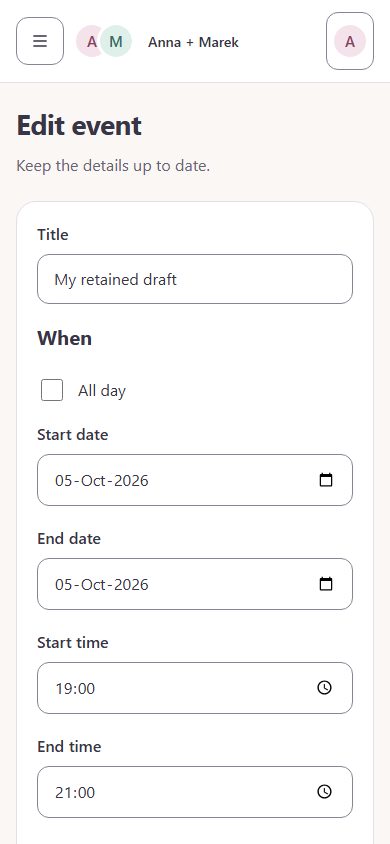 A M Anna + Marek A
Edit event
Keep the details up to date.
Title
My retained draft
When
All day
Start date
05-Oct-2026
End date
05-Oct-2026
Start time
19:00
End time
21:00